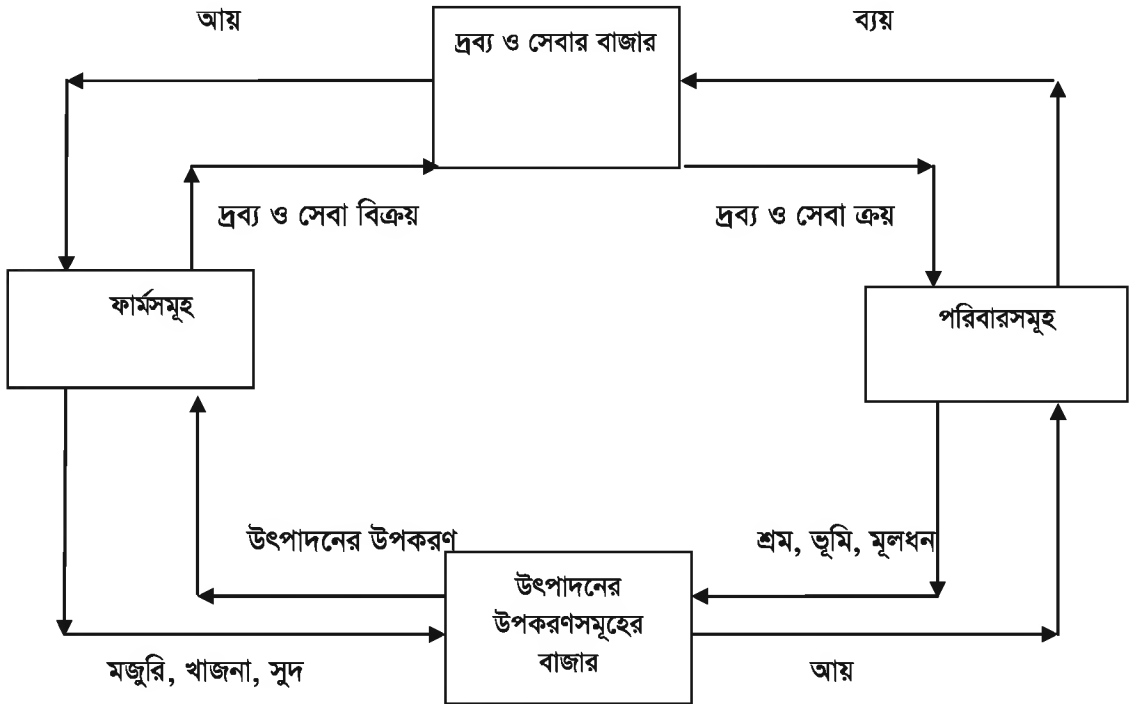 আয়
দ্রব্য ও সেবার বাজার
ব্যয়
দ্রব্য ও সেবা বিক্রয়
দ্রব্য ও সেবা ক্রয়
ফার্মসমূহ
পরিবারসমূহ
উৎপাদনের উপকরণ
শ্রম, ভূমি, মূলধন
উৎপাদনের
উপকরণসমূহের
বাজার
মজুরি, খাজনা, সুদ
আয়